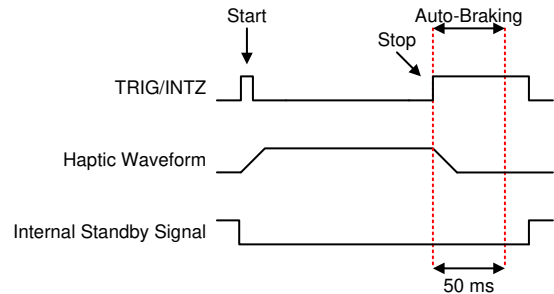 Start
Auto-Braking
Stop
TRIG/INTZ
Haptic Waveform
Internal Standby Signal
50 ms